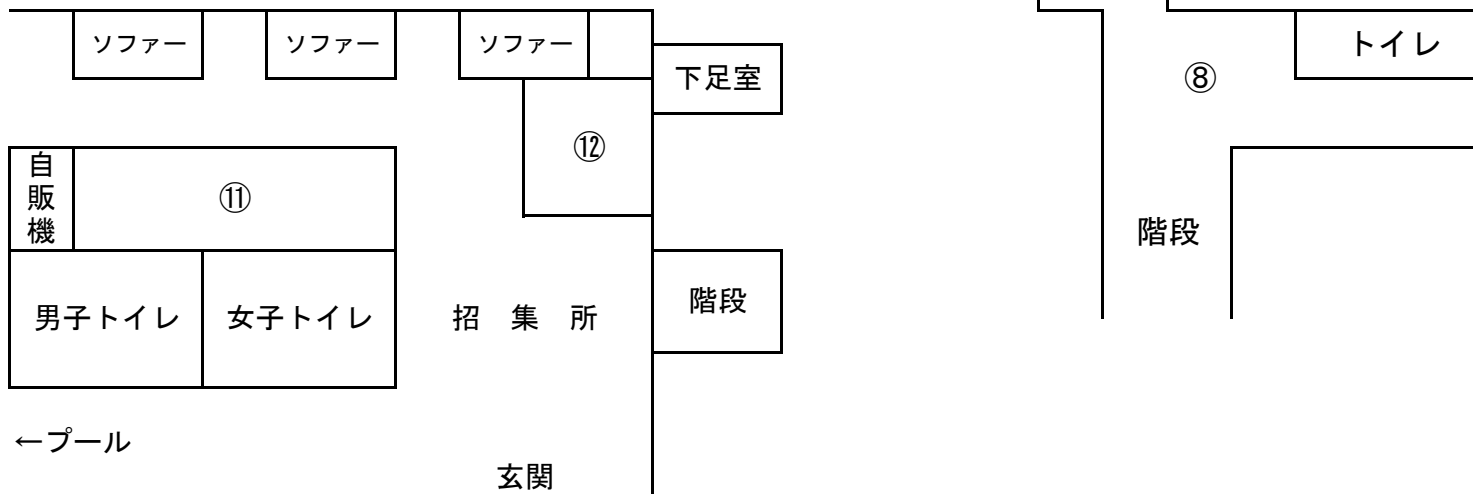 ソファー
ソファー
ソファー
下足室
トイレ
⑧
⑫
自販機
⑪
階段
男子トイレ
女子トイレ
招　集　所
階段
←プール
玄関